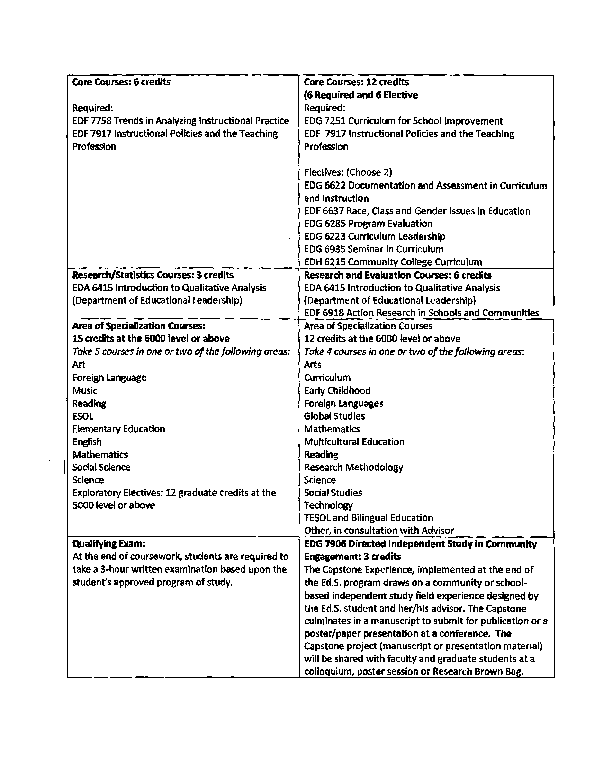 Core Courses: 6 credits
Required:
EDF 7758 Trends in Analyzing Instructional Practice
EDF 7917 Instructional Policies and the Teaching
Profession
Core Courses: 12 credits
(6 Required and 6 Elective
Required:
EDG 7251 Curriculum for School Improvement
EDF 7917 Instructional Policies and the Teaching
Profession
Electives: (Choose 2)
EDG 6622 Documentation and Assessment in Curriculum
and Instruction
EDF 6637 Race, Class and Gender Issues in Education
EDG 6285 Program Evaluation
EDG 6223 Curriculum Leadership
EDG 6935 Seminar in Curriculum
EDH 6215 Community College Curriculum
Research/Statistics Courses: 3 credits
EDA 6415 Introduction to Qualitative Analysis
(Department of Educational Leadership)
Research and Evaluation Courses: 6 credits
EDA 6415 Introduction to Qualitative Analysis
(Department of Educational Leadership)
EDF 6918 Action Research in Schools and Communities
Area of Specialization Courses:
15 credits at the 6000 level or above
Take 5 courses in one or two of the following areas:
Art
Foreign Language
Music
Reading
ESOL
Elementary Education
English
Mathematics
Social Science
Science
Exploratory Electives: 12 graduate credits at the
5000 level or above
Area of Specialization Courses
12 credits at the 6000 level or above
Take 4 courses in one or two of the following areas:
Arts
Curriculum
Early Childhood
Foreign Languages
Global Studies
Mathematics
Multicultural Education
Reading
Research Methodology
Science
Social Studies
Technology
TESOL and Bilingual Education
Other, in consultation with Advisor
Qualifying Exam:
At the end of coursework, students are required to
take a 3-hour written examination based upon the
student's approved program of study.
EDG 7906 Directed Independent Study in Community
Engagement: 3 credits
The Capstone Experience, implemented at the end of
the Ed.S. program draws on a community or school-
based independent study field experience designed by
the Ed.S. student and her/his advisor. The Capstone
culminates in a manuscript to submit for publication or a
poster/paper presentation at a conference. The
Capstone project (manuscript or presentation material)
will be shared with faculty and graduate students at a
colloquium, poster session or Research Brown Bag.